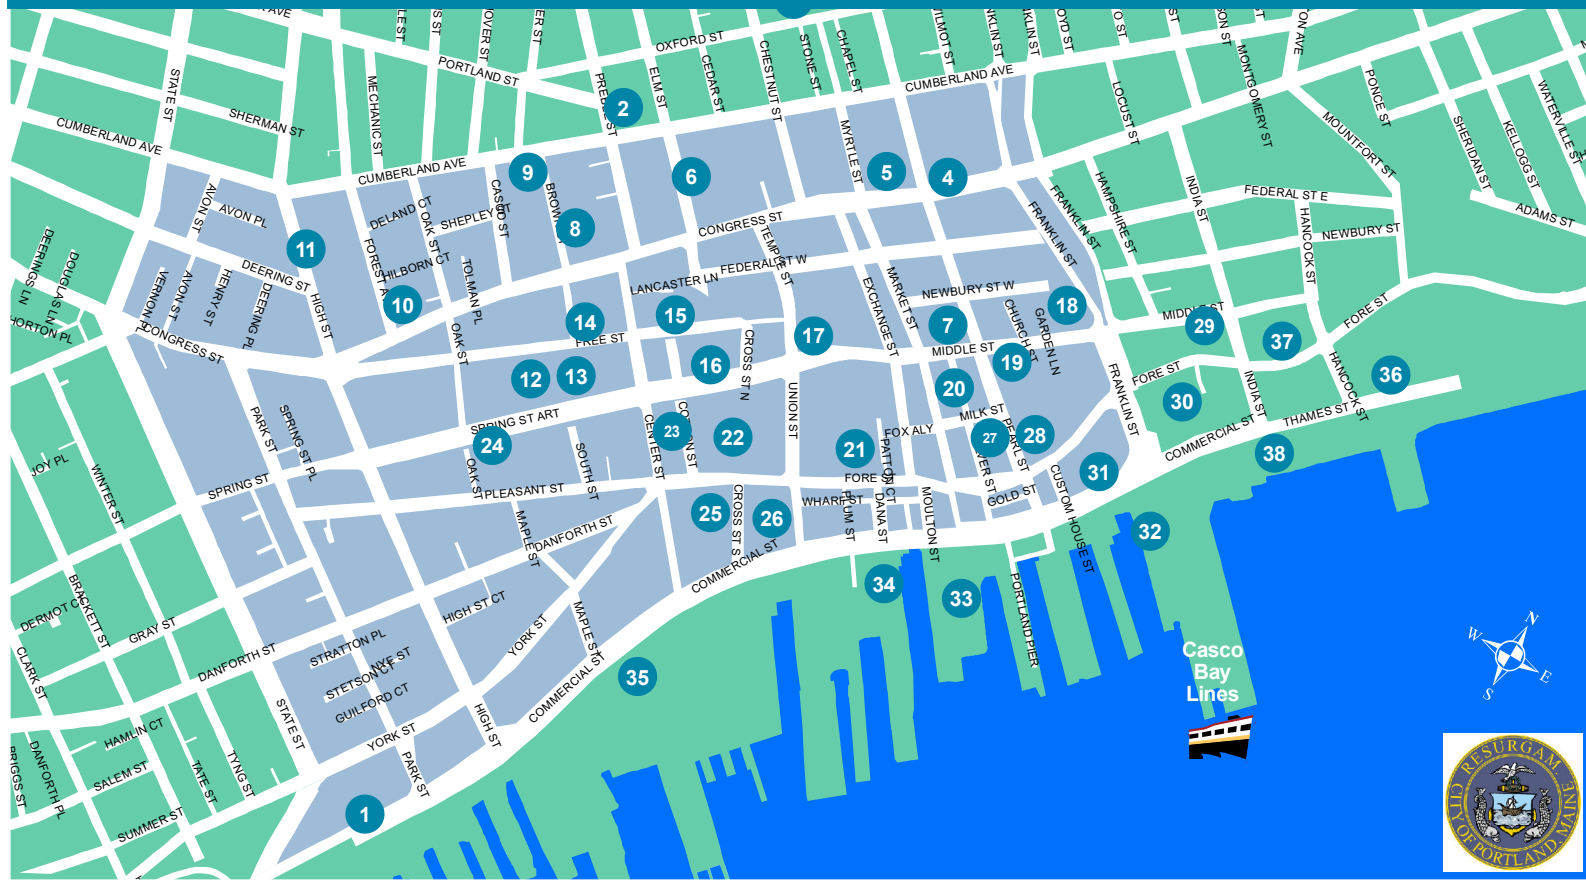 AVE
OXFORD ST
PORTLAND ST
CUMBERLAND AVE
STATE ST
SHERMAN ST
CUMBERLAND AVE
MECHANIC ST
ELM ST
CEDAR ST
CHESTNUT ST
STONE ST
CHAPEL ST
2
CUMBERLAND AVE
MYRTLE ST
LOCUST ST
MONTGOMERY ST
PONCE ST
MOUNTFORT ST
SHERIDAN ST
KELLOGG ST
WATERVILLE ST
ADAMS ST
AVON ST
AVON PL
DELAND CT
OAK ST
SHEPLEY ST
CASCO ST
9
6
5
4
8
11
10
CONGRESS ST
TEMPLE ST
FEDERAL ST W
LANCASTER LN
FRANKLIN ST
FRANKLIN ST
HAMPSHIRE ST
INDIA ST
FEDERAL ST E
HANCOCK ST
NEWBURY ST
DEERINGS LN
DOUGLAS LN
HORTON PL
VERNON PL
AVON ST
HENRY ST
DEERING PL
DEERING ST
HIGH ST
HILBORN CT
TOLMAN PL
CONGRESS ST
OAK ST
14
15
17
FREE ST
EXCHANGE ST
MARKET ST
NEWBURY ST W
CHURCH ST
GARDEN LN
18
7
MIDDLE ST
19
MIDDLE ST
29
37
FORE ST
12
13
16
CROSS ST N
20
FORE ST
30
36
HANCOCK ST
INDIA ST
THAMES ST
FRANKLIN ST
COMMERCIAL ST
38
PARK ST
SPRING ST PL
SPRING ST ART
24
23
22
CENTER ST
UNION ST
21
FOX ALY
MILK ST
27
28
PEARL ST
31
JOY PL
WINTER ST
SPRING ST
OAK ST
SOUTH ST
PLEASANT ST
MAPLE ST
DANFORTH ST
25
CROSS ST S
26
FORE ST
WHARF ST
PLUM ST
DANA ST
MOULTON ST
GOLD ST
CUSTOM HOUSE ST
32
COMMERCIAL ST
34
33
PORTLAND PIER
BRACKETT ST
GRAY ST
CLARK ST
DANFORTH ST
STRATTON PL
NYE ST
STETSON CT
GUILFORD CT
HIGH ST CT
YORK ST
MAPLE ST
35
COMMERCIAL ST
HIGH ST
STATE ST
YORK ST
PARK ST
HAMLIN CT
SALEM ST
TATE ST
TYNG ST
DANFORTH PL
BRIGGS ST
SUMMER ST
1
Casco
Bay
Lines
N
W
E
S
RESURGAM
CITY OF PORTLAND, MAINE